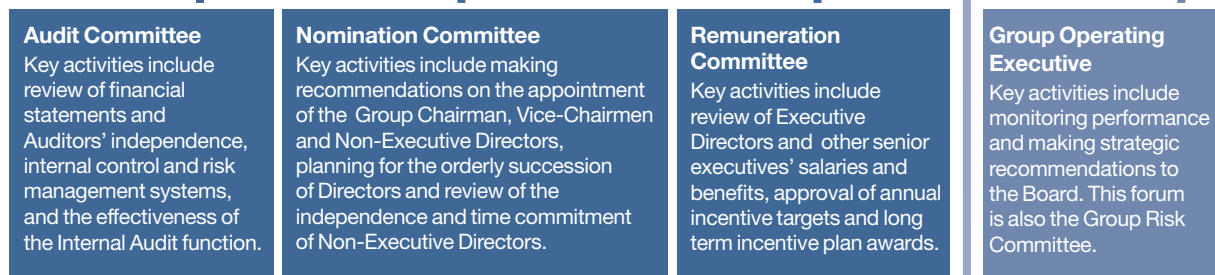 Audit Committee
Key activities include
review of financial
statements and
Auditors’ independence,
internal control and risk
management systems,
and the effectiveness of
the Internal Audit function.
Nomination Committee
Key activities include making
recommendations on the appointment
of the Group Chairman, Vice-Chairmen
and Non-Executive Directors,
planning for the orderly succession
of Directors and review of the
independence and time commitment
of Non-Executive Directors.
Remuneration
Committee
Key activities include
review of Executive
Directors and other senior
executives’ salaries and
benefits, approval of annual
incentive targets and long
term incentive plan awards.
Group Operating
Executive
Key activities include
monitoring performance
and making strategic
recommendations to
the Board. This forum
is also the Group Risk
Committee.